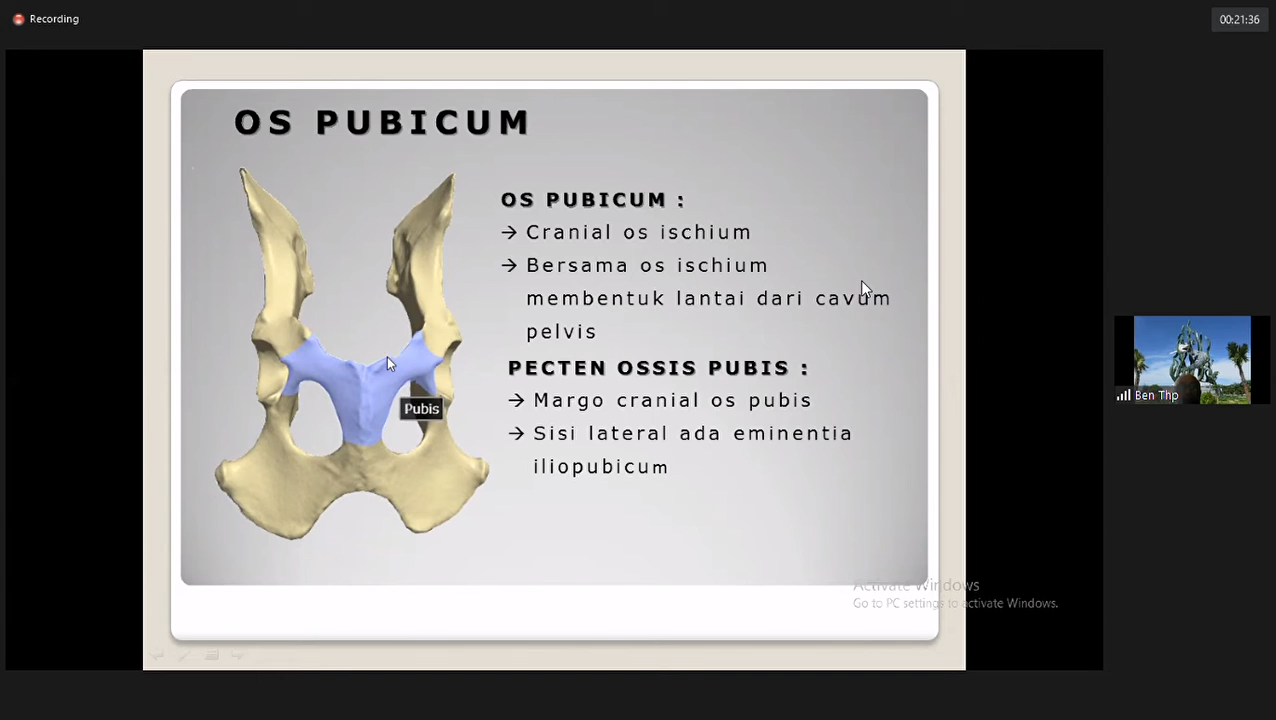 Recording
00:21:36
OS PUBICUM
OS PUBICUM :
→ Cranial os ischium
→ Bersama os ischium
membentuk lantai dari cavum
pelvis
PECTEN OSSIS PUBIS :
→ Margo cranial os pubis
→ Sisi lateral ada eminentia
iliopubicum
Pubis
Ben Thp
Activate Windows
Go to PC settings to activate Windows.